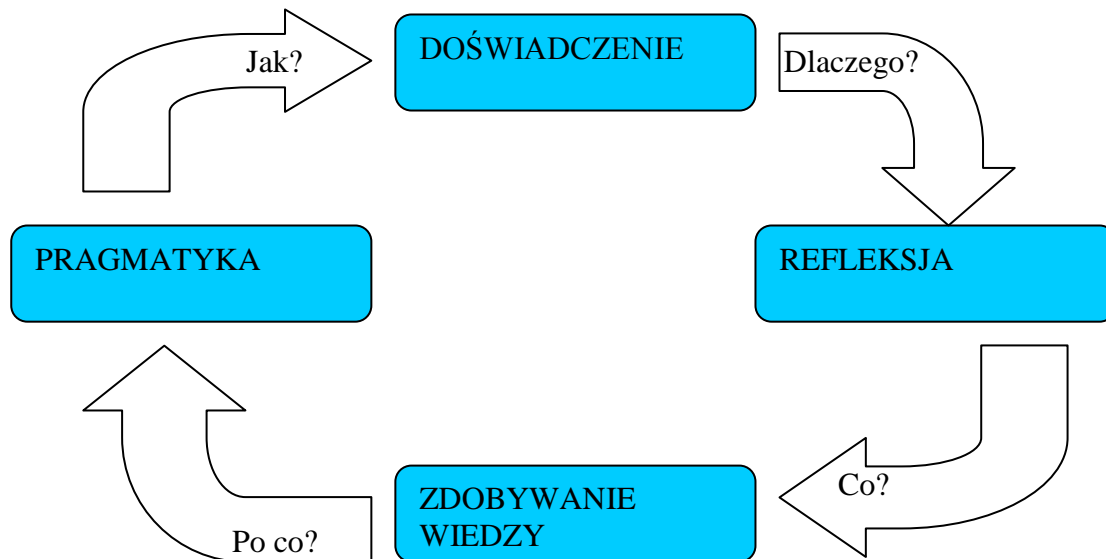 Jak?
DOŚWIADCZENIE
Dlaczego?
PRAGMATYKA
REFLEKSJA
Co?
ZDOBYWANIE
WIEDZY
Po co?